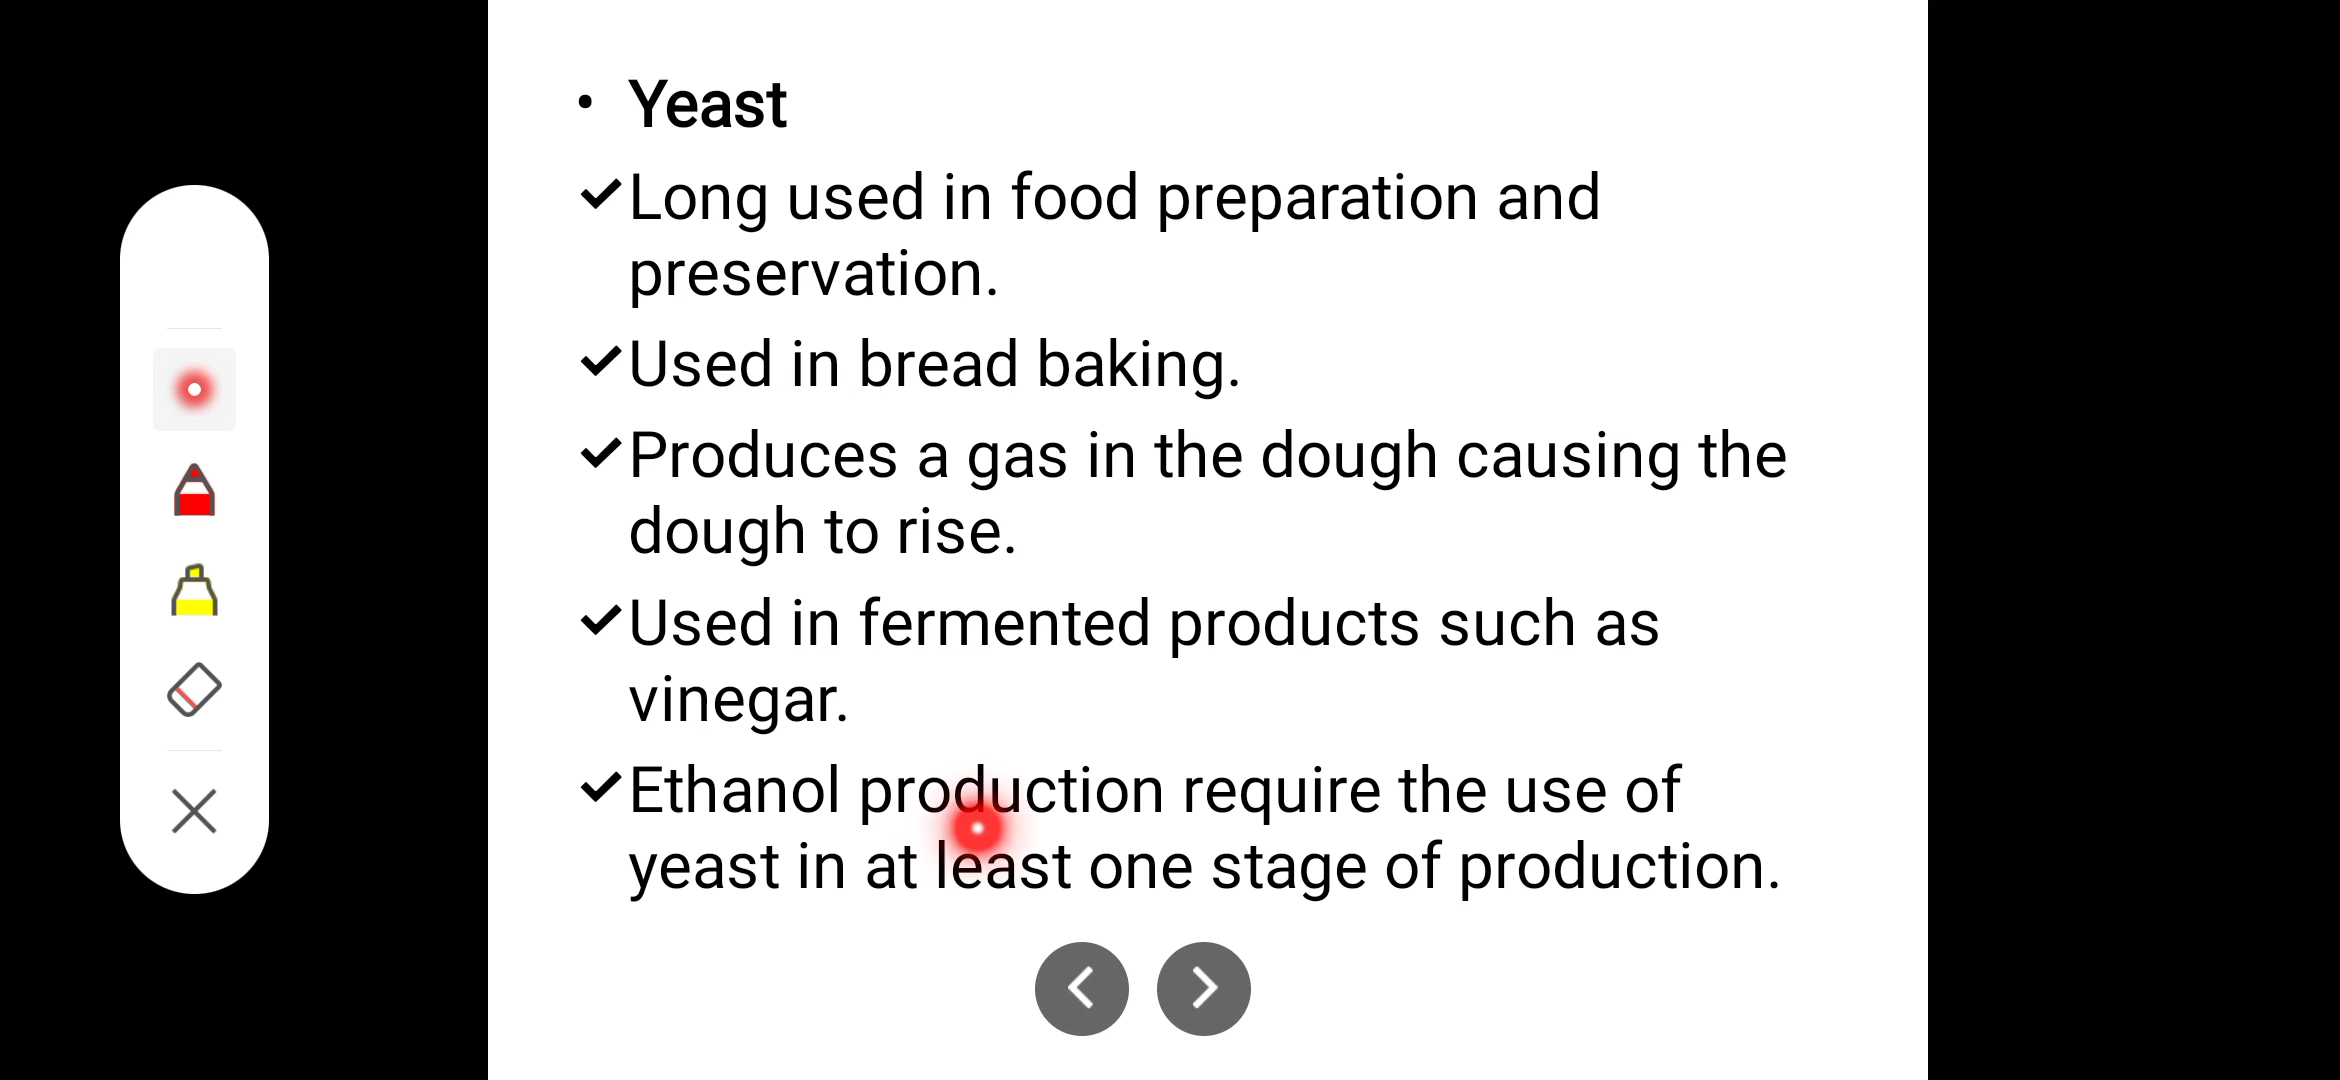 • Yeast
✓Long used in food preparation and
preservation.
✓Used in bread baking.
✓Produces a gas in the dough causing the
dough to rise.
✓Used in fermented products such as
vinegar.
✓Ethanol production require the use of
yeast in at least one stage of production.